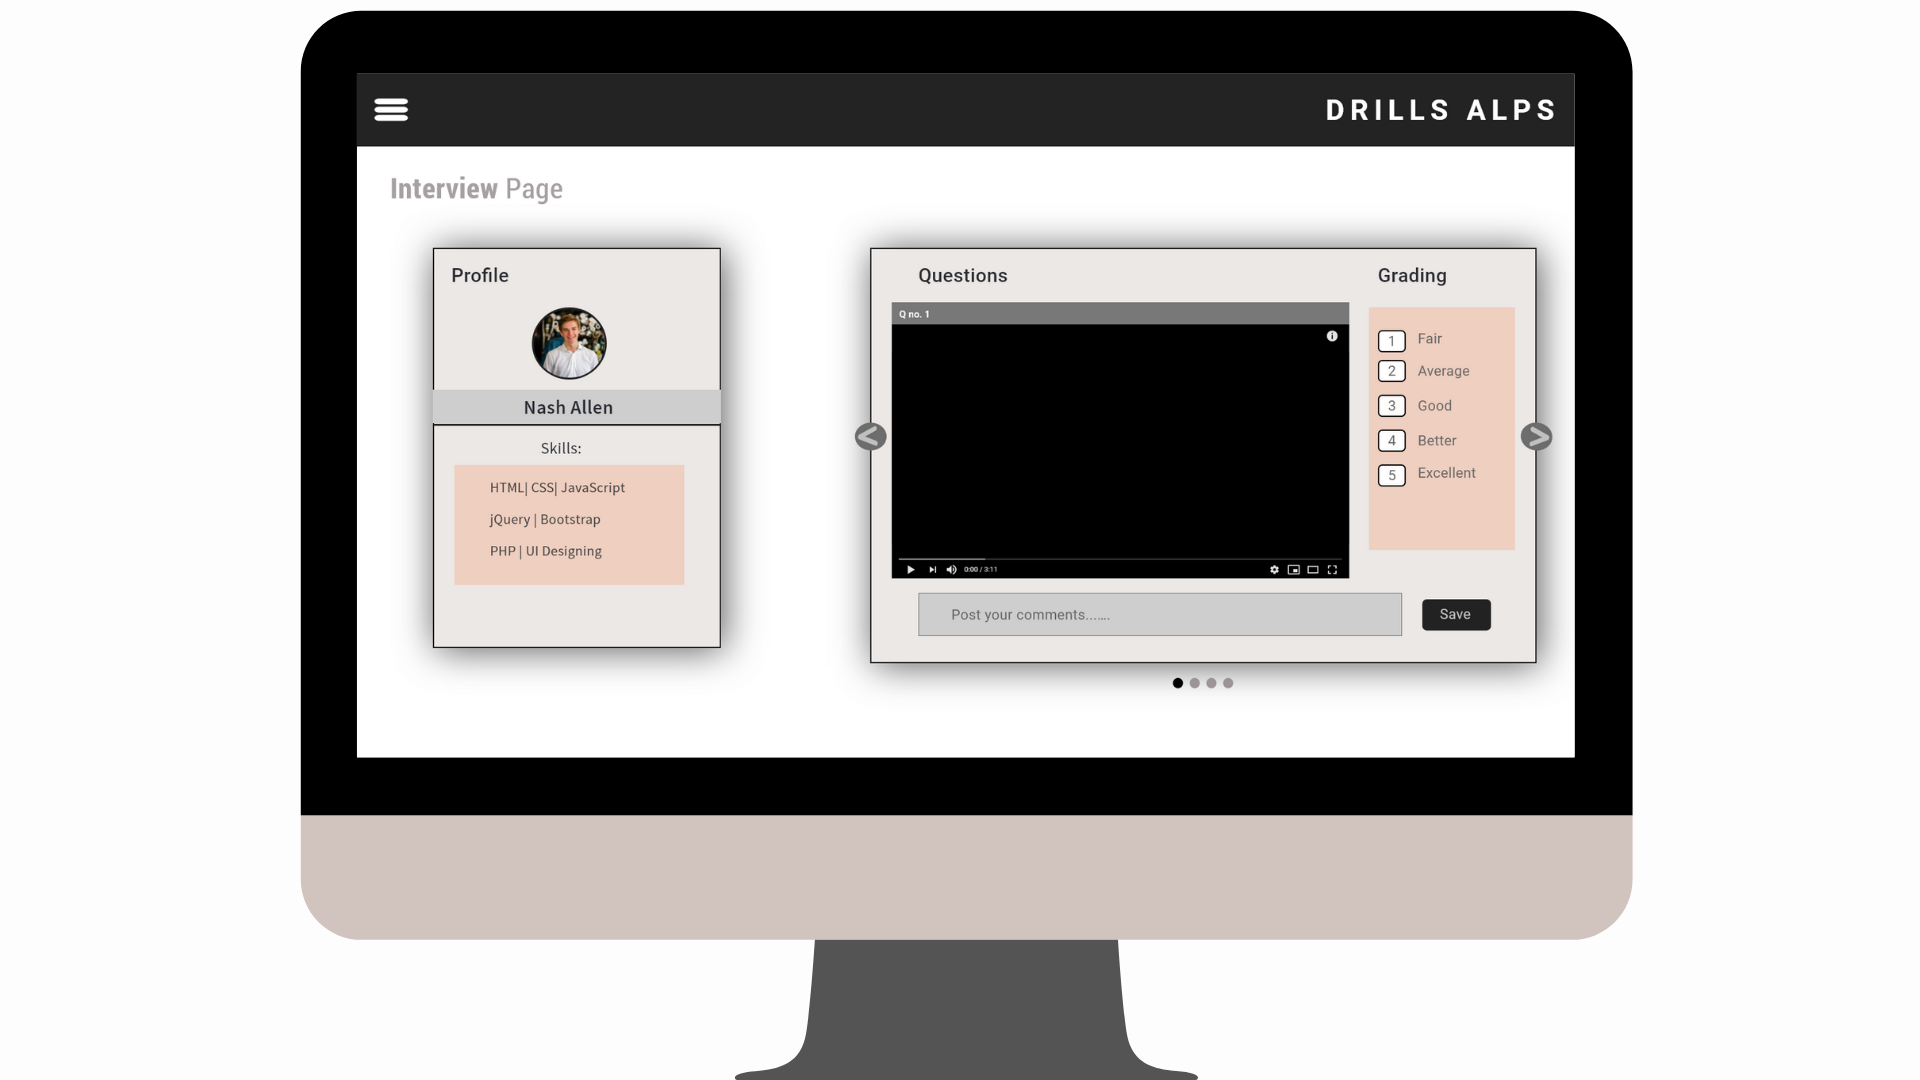 DRILLS ALPS
Interview Page
Profile
Nash Allen
Skills:
HTML| CSS| JavaScript
jQuery | Bootstrap
PHP | UI Designing
Questions
Q no. 1
0:00 / 3:11
Grading
1 Fair
2 Average
3 Good
4 Better
5 Excellent
<
>
Post your comments.......
Save